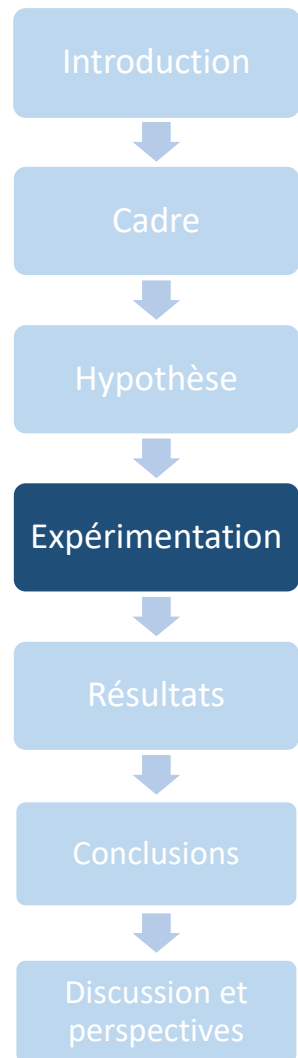 Introduction
Cadre
Hypothèse
Expérimentation
Résultats
Conclusions
Discussion et
perspectives